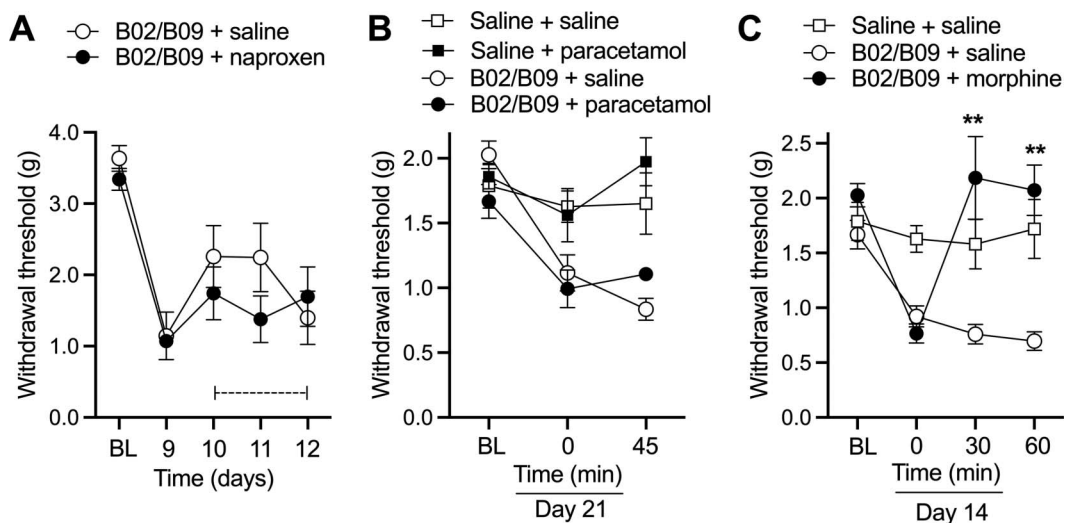 A
B02/B09 + saline
B02/B09 + naproxen
Withdrawal threshold (g)
4.0
3.0
2.0
1.0
0.0
BL 9 10 11 12
Time (days)
B
Saline + saline
Saline + paracetamol
B02/B09 + saline
B02/B09 + paracetamol
Withdrawal threshold (g)
2.0
1.5
1.0
0.5
0.0
BL 0 45
Time (min)
Day 21
C
Saline + saline
B02/B09 + saline
B02/B09 + morphine
**
**
Withdrawal threshold (g)
2.5
2.0
1.5
1.0
0.5
0.0
BL 0 30 60
Time (min)
Day 14